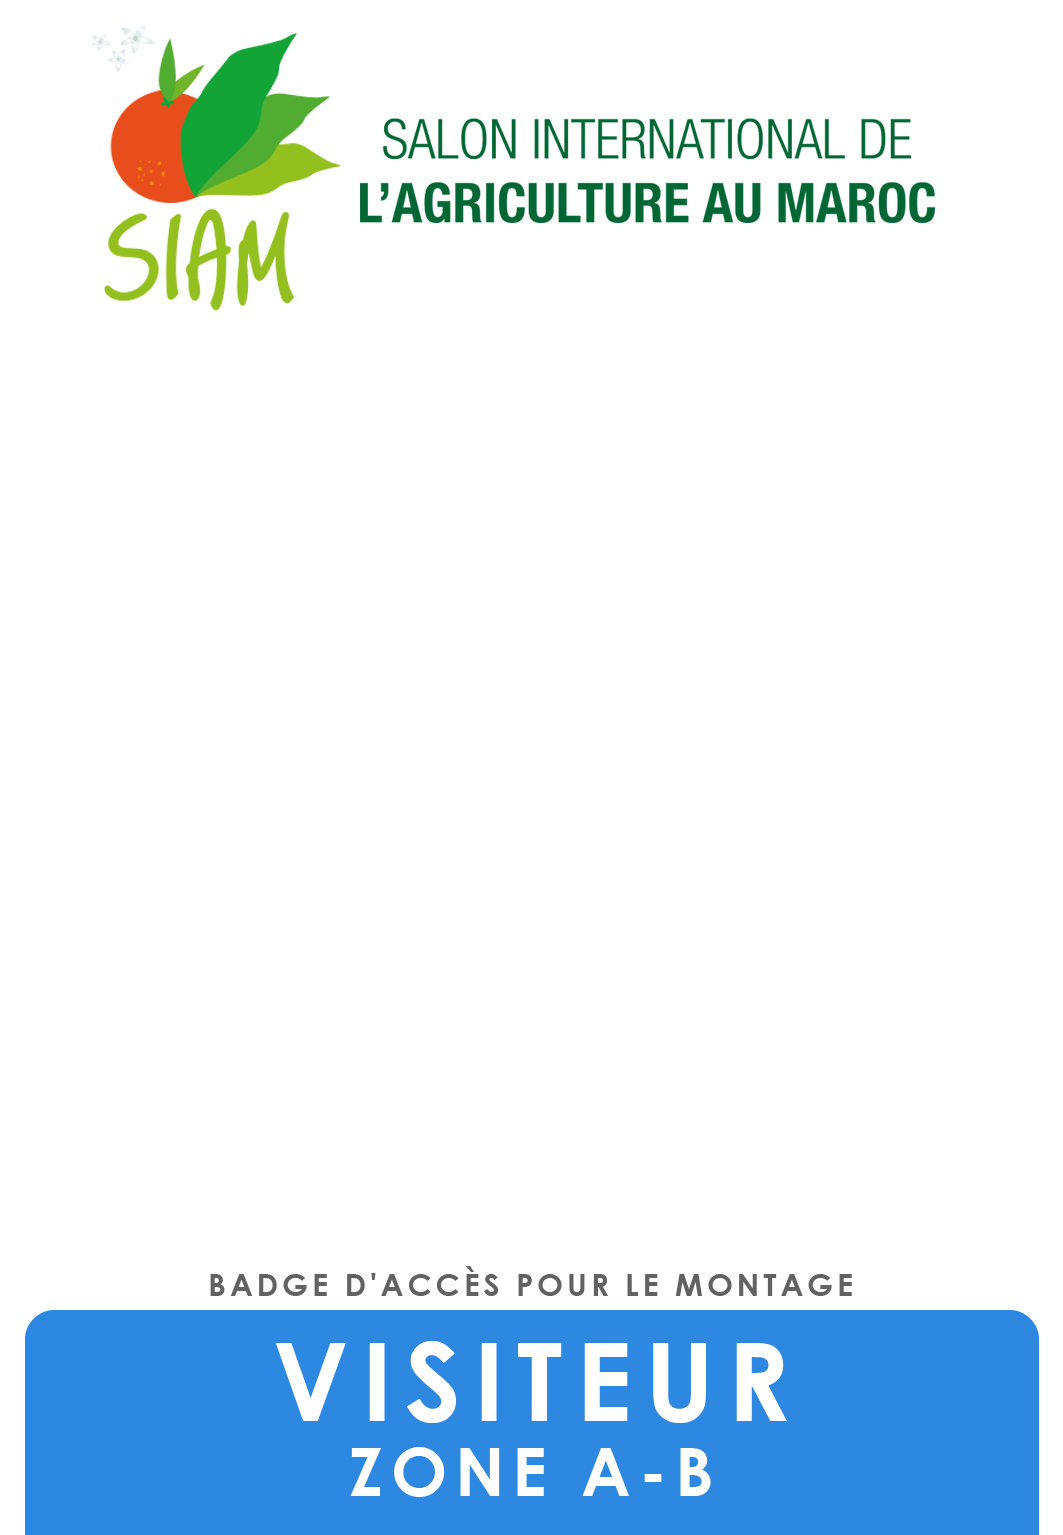 SALON INTERNATIONAL DE
L’AGRICULTURE AU MAROC
SIAM
BADGE D'ACCÈS POUR LE MONTAGE
VISITEUR
ZONE A-B